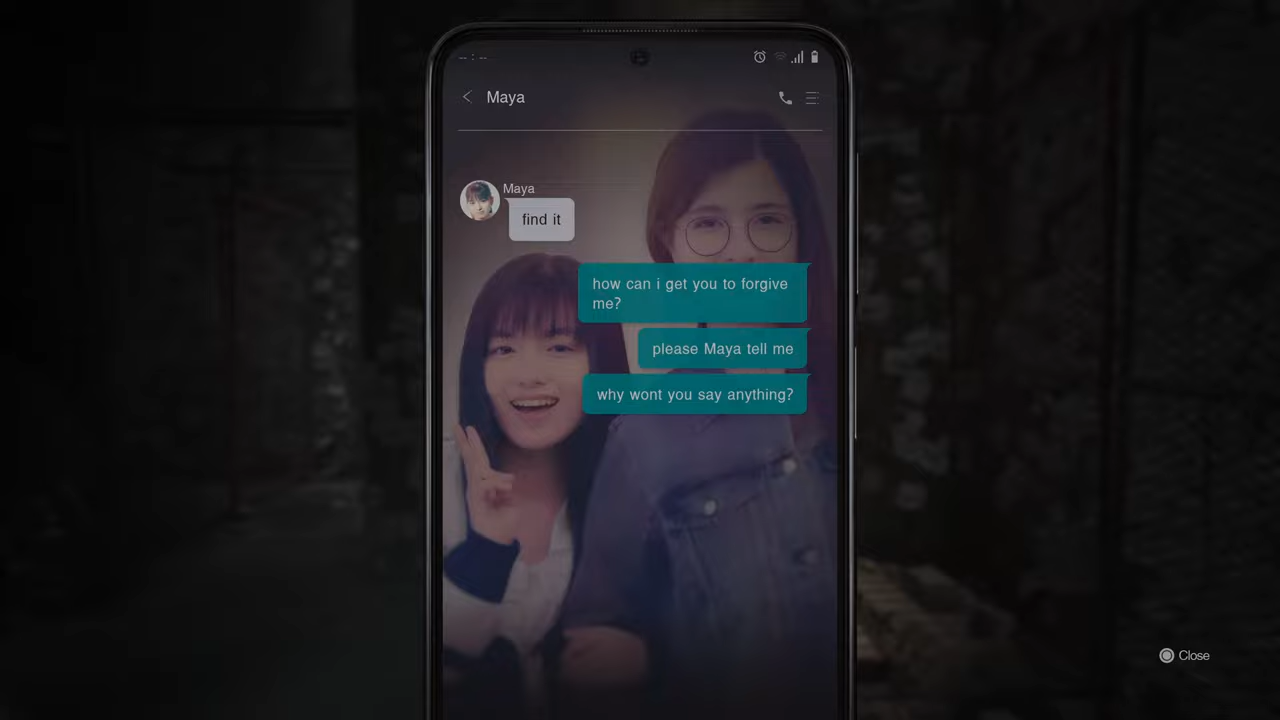 -- : --
Maya
Maya
find it
how can i get you to forgive
me?
please Maya tell me
why wont you say anything?
Close